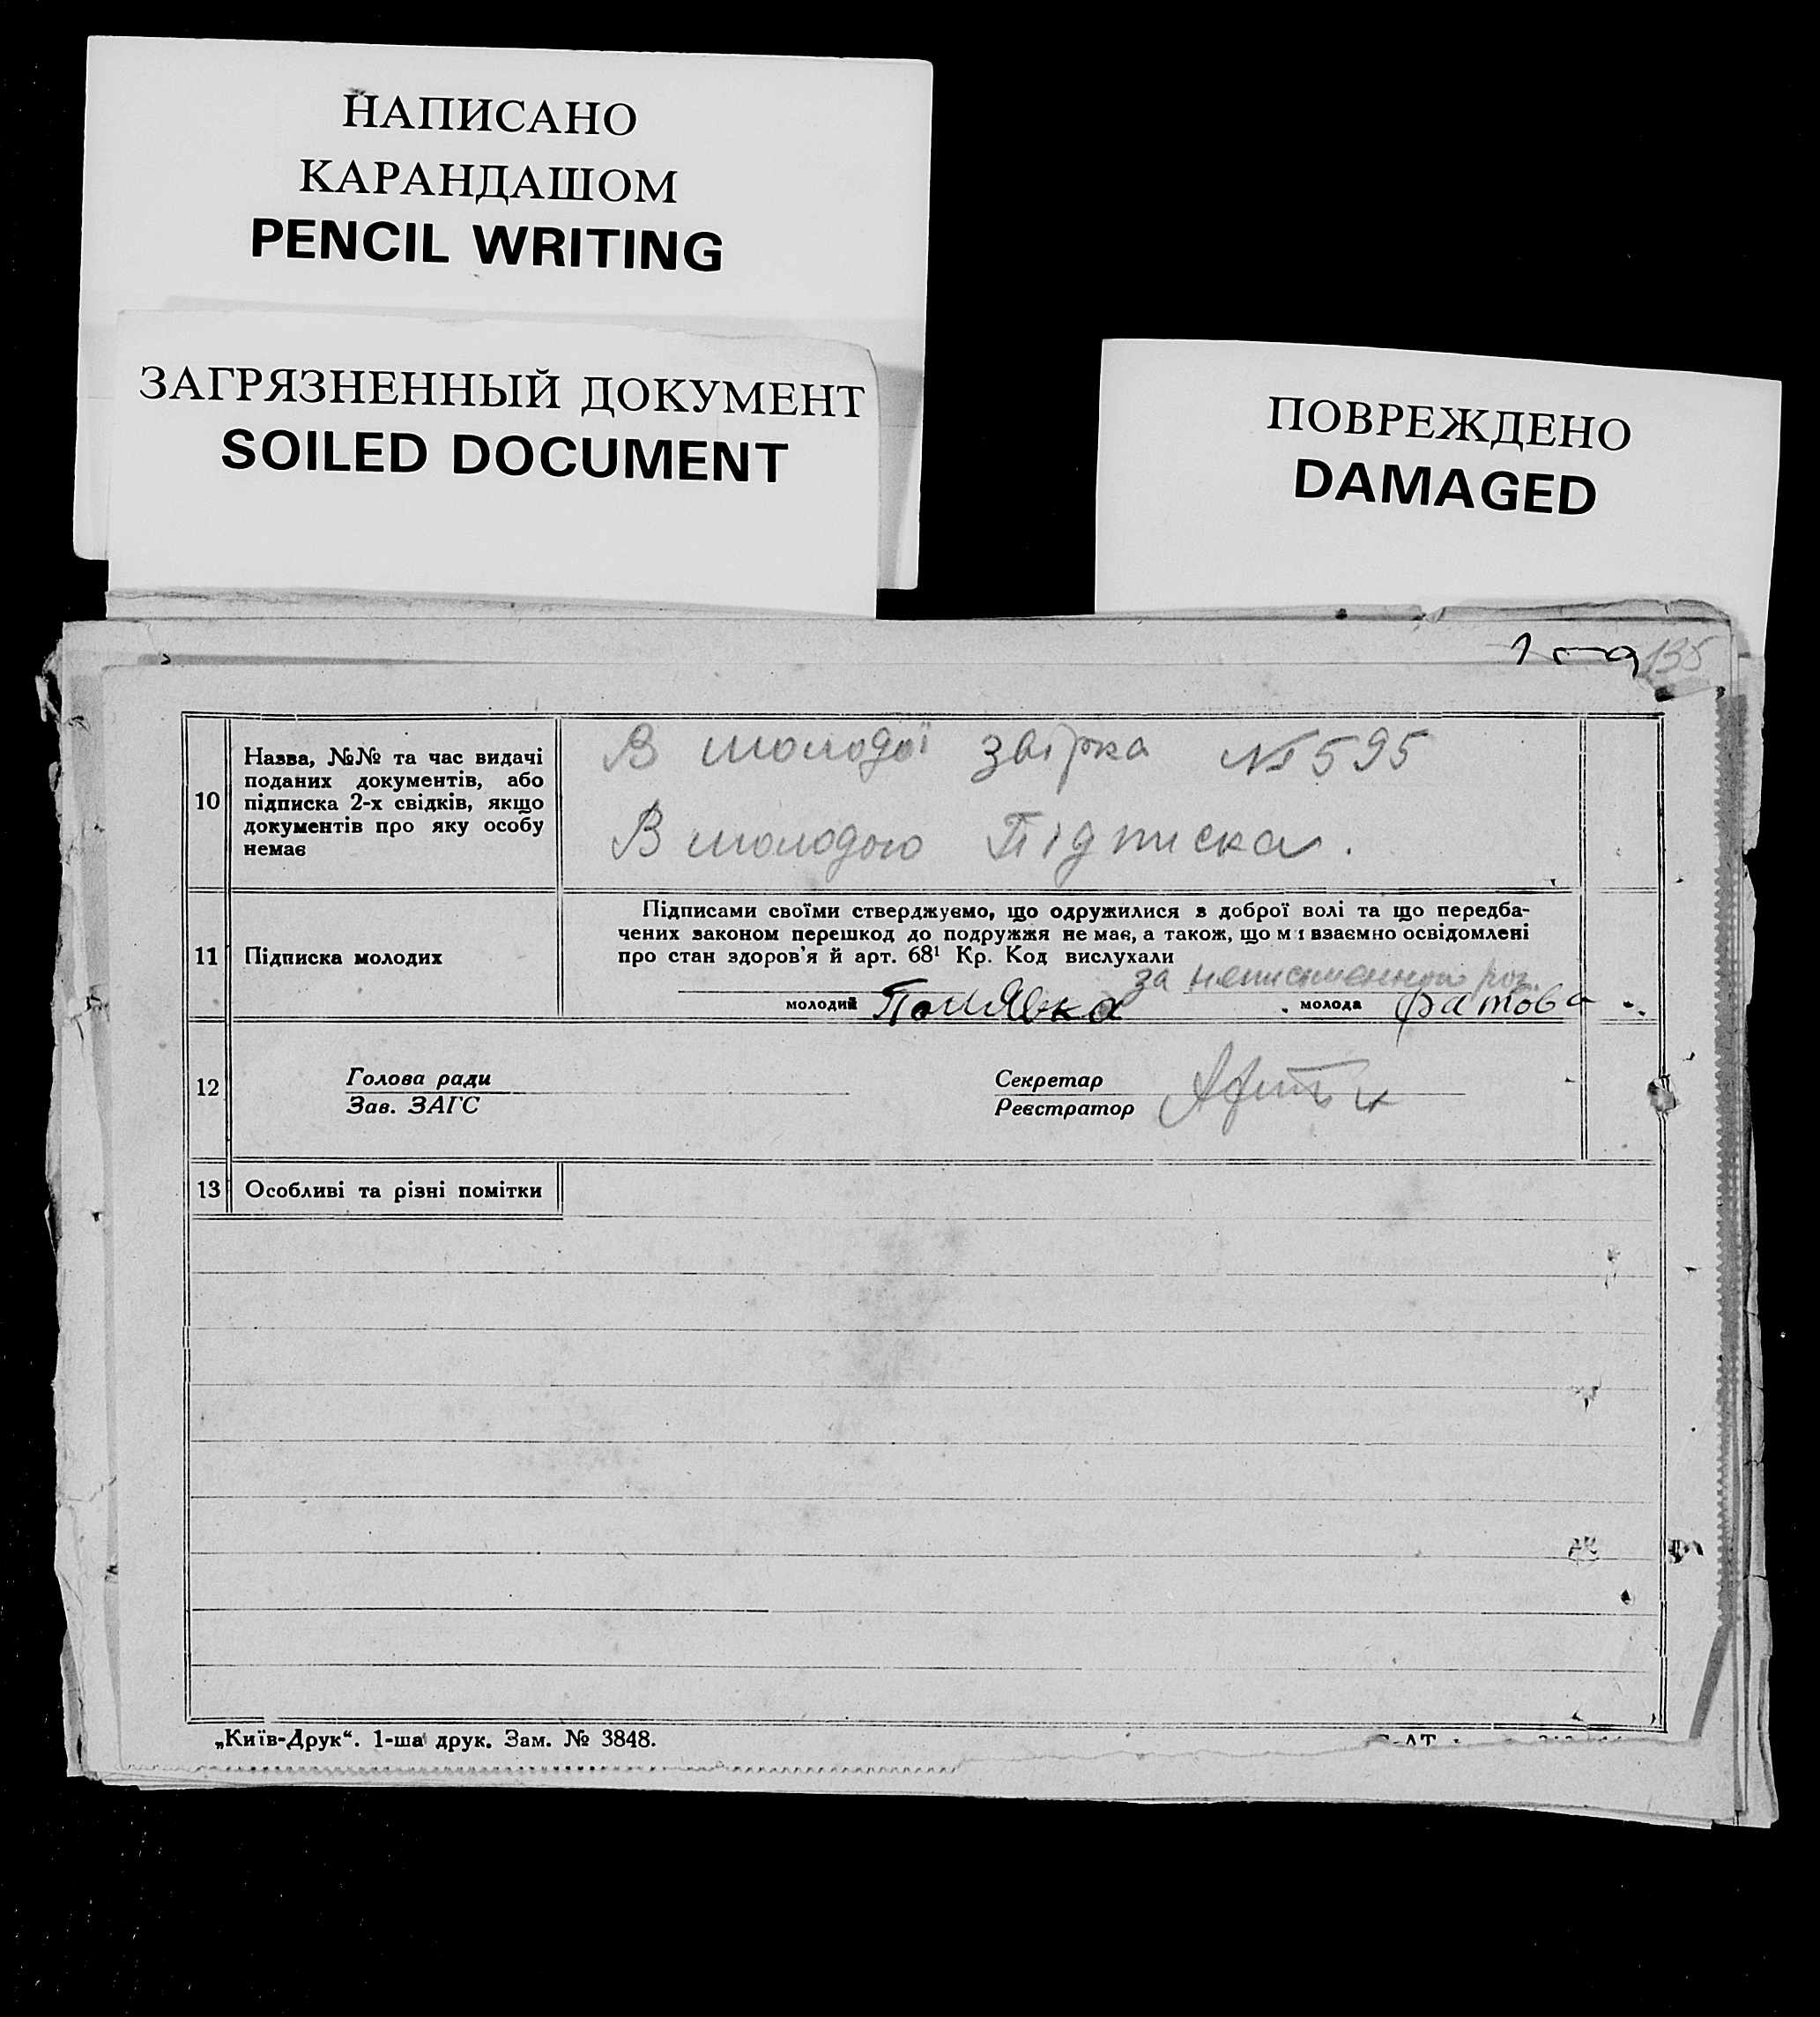 НАПИСАНО
КАРАНДАШОМ
PENCIL WRITING
ЗАГРЯЗНЕННЫЙ ДОКУМЕНТ
SOILED DOCUMENT
ПОВРЕЖДЕНО
DAMAGED
135
10
Назва, №№ та час видачі
поданих документів, або
підписка 2-х свідків, якщо
документів про яку особу
немає
В молодої звірка № 595
В молодого Підписка.
11
Підписка молодих
Підписами своїми стверджуємо, що одружилися з доброї волі та що передба-
чених законом перешкод до подружжя не має, а також, що ми взаємно освідомлені
про стан здоров'я й арт. 68¹ Кр. Код вислухали
за
молодий
молода
12
Голова ради
Зав. ЗАГС
Секретар
Реєстратор
13
Особливі та різні помітки
„Київ-Друк“. 1-ша друк. Зам. № 3848.